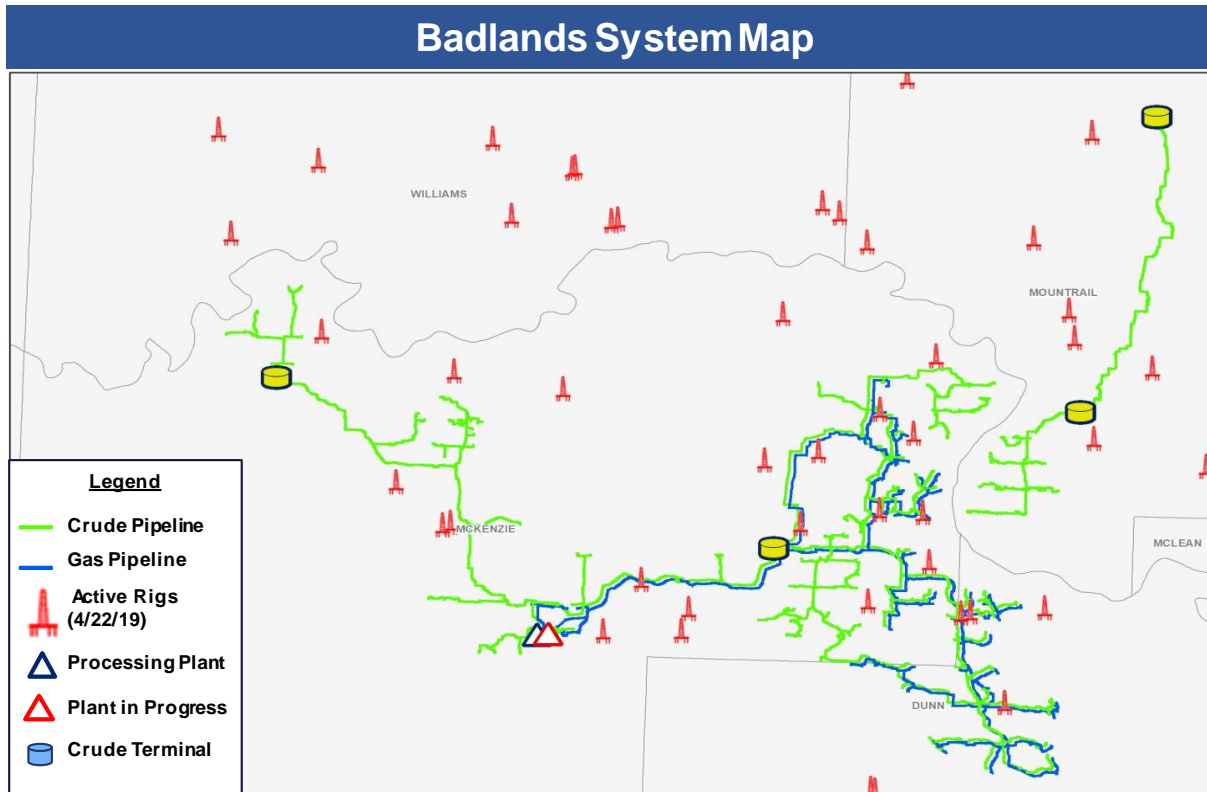 Badlands System Map
WILLIAMS
MOUNTRAIL
MCKENZIE
MCLEAN
DUNN
Legend
Crude Pipeline
Gas Pipeline
Active Rigs
(4/22/19)
Processing Plant
Plant in Progress
Crude Terminal